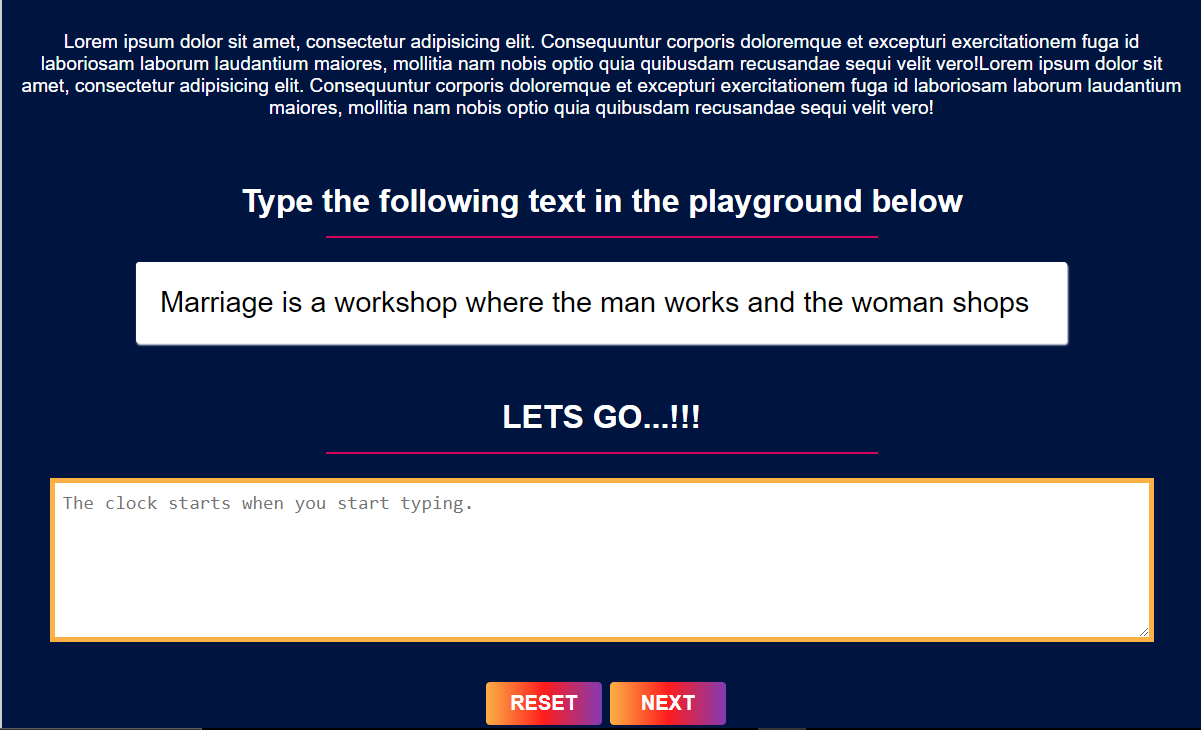 Lorem ipsum dolor sit amet, consectetur adipisicing elit. Consequuntur corporis doloremque et excepturi exercitationem fuga id
laboriosam laborum laudantium maiores, mollitia nam nobis optio quia quibusdam recusandae sequi velit vero!Lorem ipsum dolor sit
amet, consectetur adipisicing elit. Consequuntur corporis doloremque et excepturi exercitationem fuga id laboriosam laborum laudantium
maiores, mollitia nam nobis optio quia quibusdam recusandae sequi velit vero!
Type the following text in the playground below
Marriage is a workshop where the man works and the woman shops
LETS GO...!!!
The clock starts when you start typing.
RESET NEXT